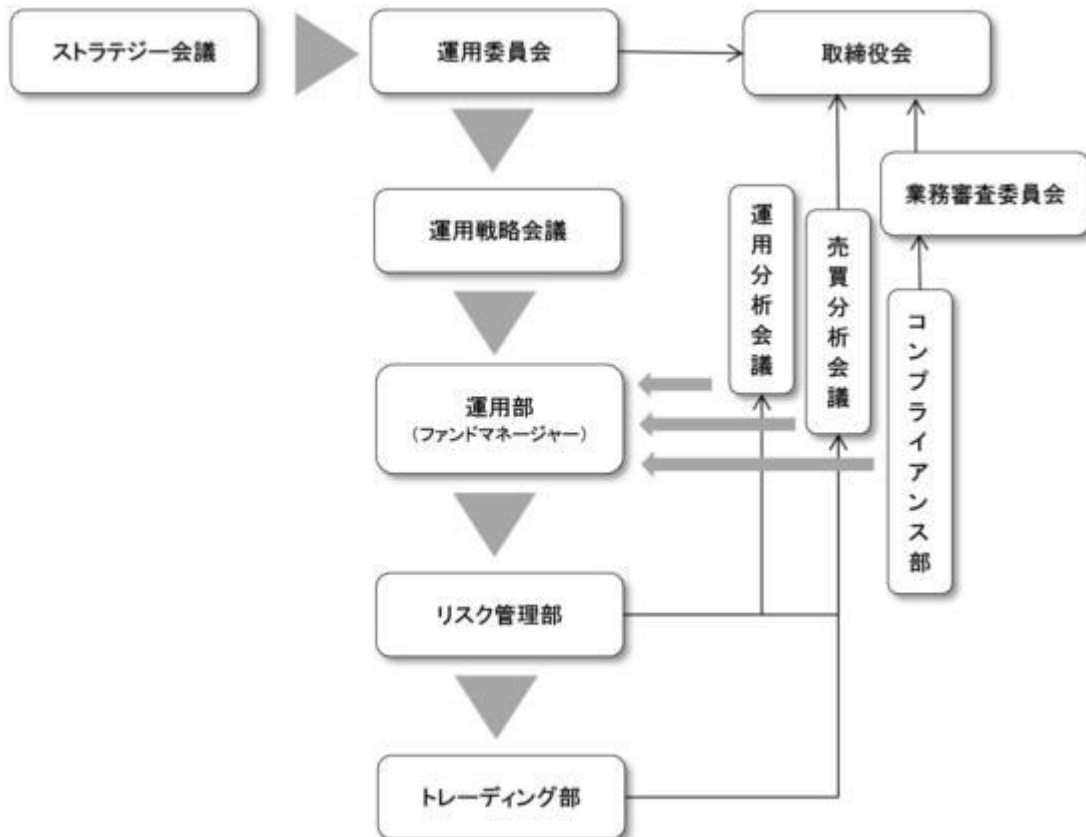 ストラテジー会議
運用委員会
取締役会
業務審査委員会
運用戦略会議
運用分析会議
売買分析会議
コンプライアンス部
運用部
(ファンドマネージャー)
リスク管理部
トレーディング部